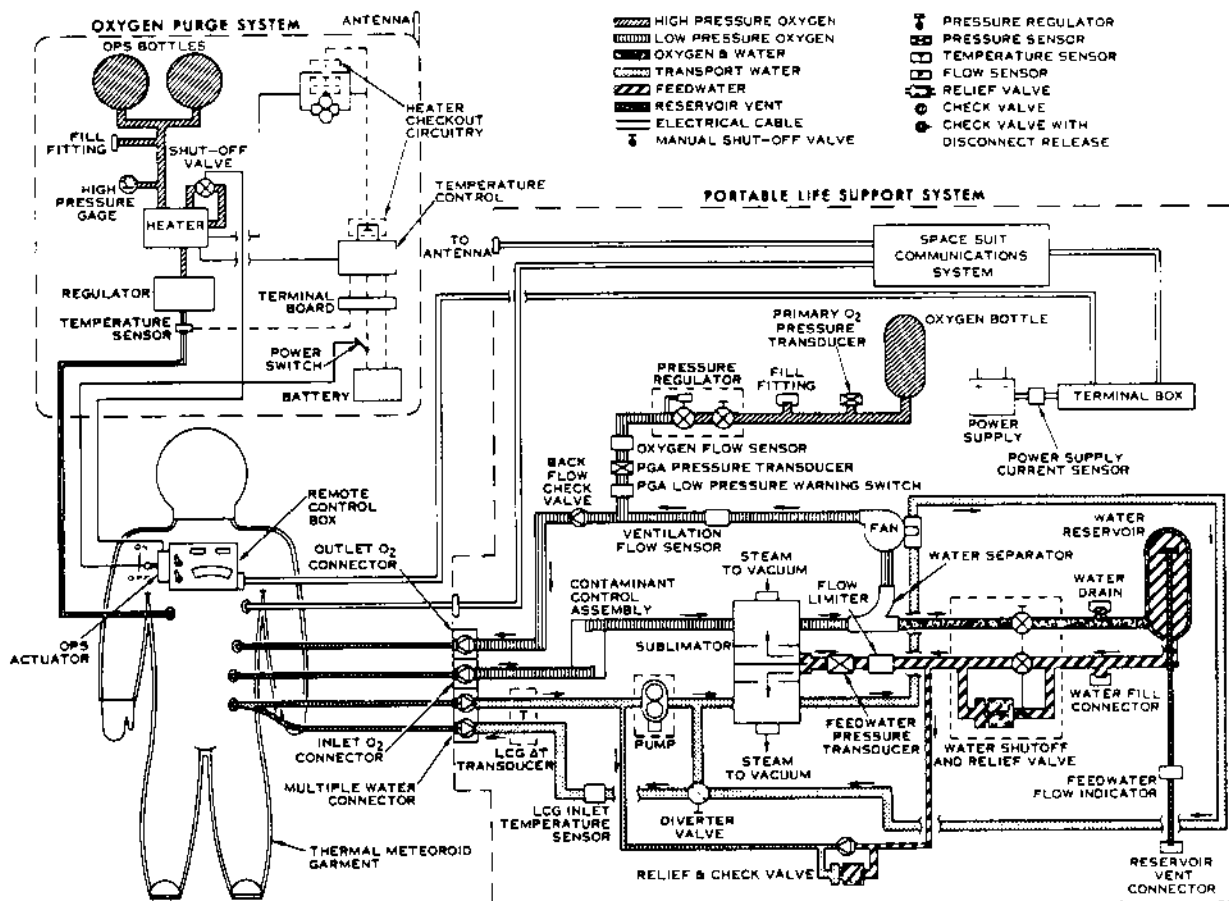 OXYGEN PURGE SYSTEM
OPS BOTTLES
ANTENNA
FILL
FITTING
SHUT-OFF
VALVE
HIGH
PRESSURE
GAGE
HEATER
HEATER
CHECKOUT
CIRCUITRY
TEMPERATURE
CONTROL
REGULATOR
TERMINAL
BOARD
TEMPERATURE
SENSOR
POWER
SWITCH
BATTERY
HIGH PRESSURE OXYGEN
LOW PRESSURE OXYGEN
OXYGEN & WATER
TRANSPORT WATER
FEEDWATER
RESERVOIR VENT
ELECTRICAL CABLE
MANUAL SHUT-OFF VALVE
PRESSURE REGULATOR
PRESSURE SENSOR
TEMPERATURE SENSOR
FLOW SENSOR
RELIEF VALVE
CHECK VALVE
CHECK VALVE WITH
DISCONNECT RELEASE
PORTABLE LIFE SUPPORT SYSTEM
TO
ANTENNA
SPACE SUIT
COMMUNICATIONS
SYSTEM
PRIMARY O2
PRESSURE
TRANSDUCER
OXYGEN BOTTLE
PRESSURE
REGULATOR
FILL
FITTING
POWER
SUPPLY
TERMINAL BOX
POWER SUPPLY
CURRENT SENSOR
OXYGEN FLOW SENSOR
PGA PRESSURE TRANSDUCER
PGA LOW PRESSURE WARNING SWITCH
BACK
FLOW
CHECK
VALVE
VENTILATION
FLOW SENSOR
FAN
WATER
RESERVOIR
WATER SEPARATOR
REMOTE
CONTROL
BOX
ON
OFF
OUTLET O2
CONNECTOR
STEAM
TO VACUUM
CONTAMINANT
CONTROL
ASSEMBLY
FLOW
LIMITER
WATER
DRAIN
SUBLIMATOR
OPS
ACTUATOR
WATER FILL
CONNECTOR
INLET O2
CONNECTOR
T
LCG ΔT
TRANSDUCER
PUMP
STEAM
TO VACUUM
FEEDWATER
PRESSURE
TRANSDUCER
WATER SHUTOFF
AND RELIEF VALVE
MULTIPLE WATER
CONNECTOR
FEEDWATER
FLOW INDICATOR
LCG INLET
TEMPERATURE
SENSOR
DIVERTER
VALVE
THERMAL METEOROID
GARMENT
RELIEF & CHECK VALVE
RESERVOIR
VENT
CONNECTOR